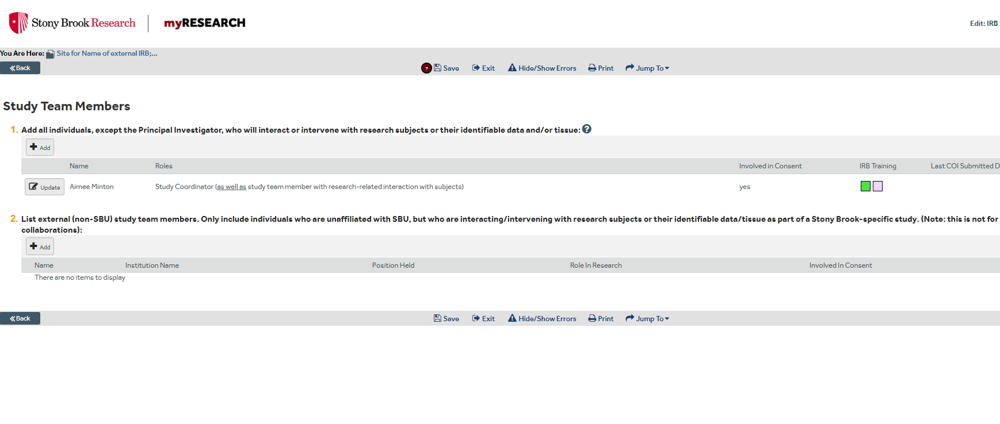 Stony Brook Research
myRESEARCH
Edit: IRB
You Are Here: Site for Name of external IRB;...
Back
? Save Exit Hide/Show Errors Print Jump To
Study Team Members
1. Add all individuals, except the Principal Investigator, who will interact or intervene with research subjects or their identifiable data and/or tissue: ?
Add
Name Roles Involved in Consent IRB Training Last COI Submitted D
Update Aimee Minton Study Coordinator (as well as study team member with research-related interaction with subjects) yes
2. List external (non-SBU) study team members. Only include individuals who are unaffiliated with SBU, but who are interacting/intervening with research subjects or their identifiable data/tissue as part of a Stony Brook-specific study. (Note: this is not for
collaborations):
Add
Name Institution Name Position Held Role In Research Involved In Consent
There are no items to display
Back
Save Exit Hide/Show Errors Print Jump To